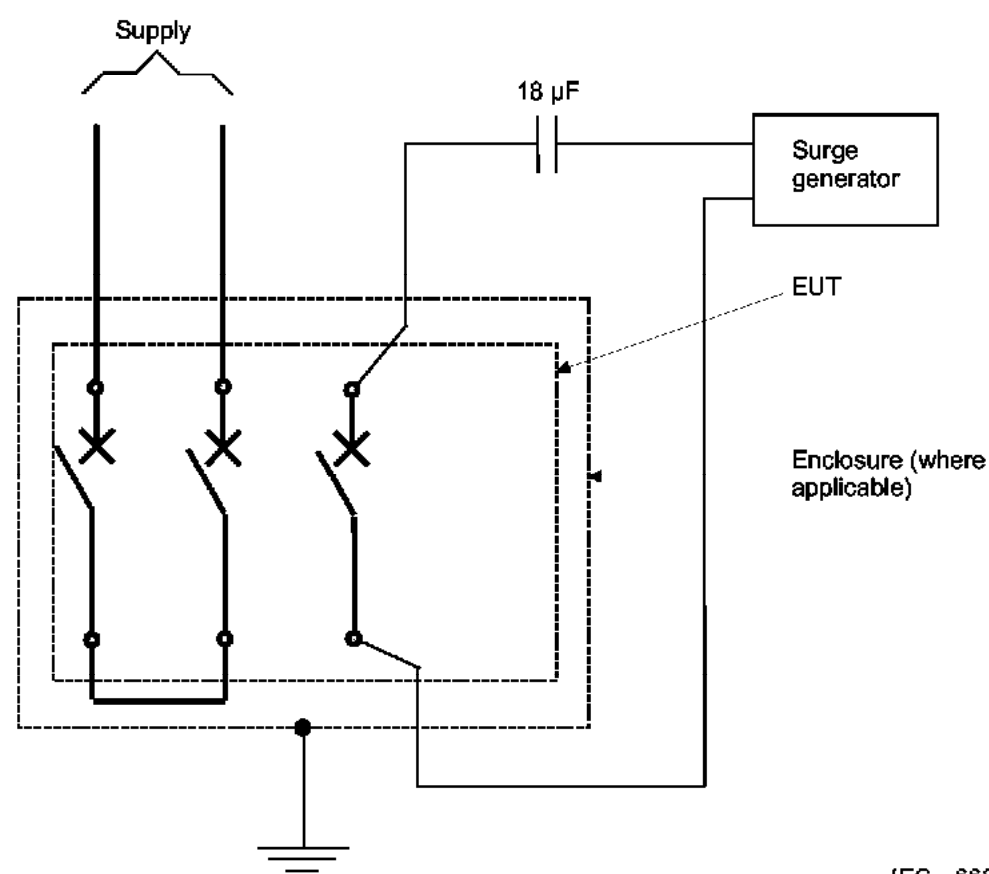 Supply
18 µF
Surge
generator
EUT
Enclosure (where
applicable)